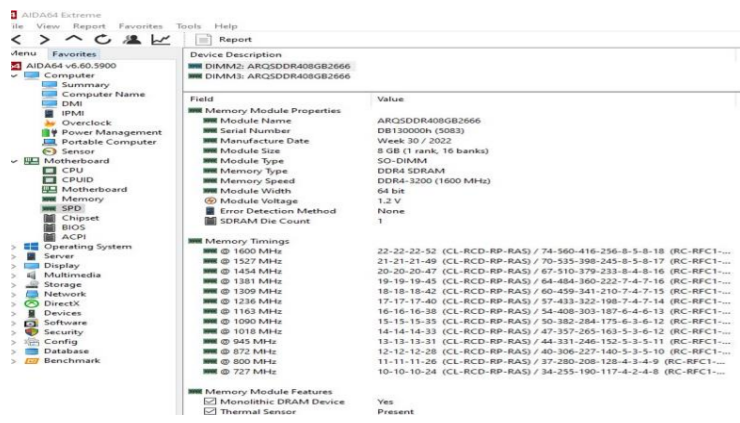 AIDA64 Extreme
ile View Report Favorites Tools Help
Report
Menu Favorites
AIDA64 v6.60.5900
Computer
Summary
Computer Name
DMI
IPMI
Overclock
Power Management
Portable Computer
Sensor
Motherboard
CPU
CPUID
Motherboard
Memory
SPD
Chipset
BIOS
ACPI
Operating System
Server
Display
Multimedia
Storage
Network
DirectX
Devices
Software
Security
Config
Database
Benchmark
Device Description
DIMM2: ARQSDDR408GB2666
DIMM3: ARQSDDR408GB2666
Field Value
Memory Module Properties
Module Name ARQSDDR408GB2666
Serial Number DB130000h (5083)
Manufacture Date Week 30 / 2022
Module Size 8 GB (1 rank, 16 banks)
Module Type SO-DIMM
Memory Type DDR4 SDRAM
Memory Speed DDR4-3200 (1600 MHz)
Module Width 64 bit
Module Voltage 1.2 V
Error Detection Method None
SDRAM Die Count 1
Memory Timings
@ 1600 MHz 22-22-22-52 (CL-RCD-RP-RAS) / 74-560-416-256-8-5-8-18 (RC-RFC1-...
@ 1527 MHz 21-21-21-49 (CL-RCD-RP-RAS) / 70-535-398-245-8-5-8-17 (RC-RFC1-...
@ 1454 MHz 20-20-20-47 (CL-RCD-RP-RAS) / 67-510-379-233-8-4-8-16 (RC-RFC1-...
@ 1381 MHz 19-19-19-45 (CL-RCD-RP-RAS) / 64-484-360-222-7-4-7-16 (RC-RFC1-...
@ 1309 MHz 18-18-18-42 (CL-RCD-RP-RAS) / 60-459-341-210-7-4-7-15 (RC-RFC1-...
@ 1236 MHz 17-17-17-40 (CL-RCD-RP-RAS) / 57-433-322-198-7-4-7-14 (RC-RFC1-...
@ 1163 MHz 16-16-16-38 (CL-RCD-RP-RAS) / 54-408-303-187-6-4-6-13 (RC-RFC1-...
@ 1090 MHz 15-15-15-35 (CL-RCD-RP-RAS) / 50-382-284-175-6-3-6-12 (RC-RFC1-...
@ 1018 MHz 14-14-14-33 (CL-RCD-RP-RAS) / 47-357-265-163-5-3-6-12 (RC-RFC1-...
@ 945 MHz 13-13-13-31 (CL-RCD-RP-RAS) / 44-331-246-152-5-3-5-11 (RC-RFC1-...
@ 872 MHz 12-12-12-28 (CL-RCD-RP-RAS) / 40-306-227-140-5-3-5-10 (RC-RFC1-...
@ 800 MHz 11-11-11-26 (CL-RCD-RP-RAS) / 37-280-208-128-4-3-4-9 (RC-RFC1-...
@ 727 MHz 10-10-10-24 (CL-RCD-RP-RAS) / 34-255-190-117-4-2-4-8 (RC-RFC1-...
Memory Module Features
Monolithic DRAM Device Yes
Thermal Sensor Present